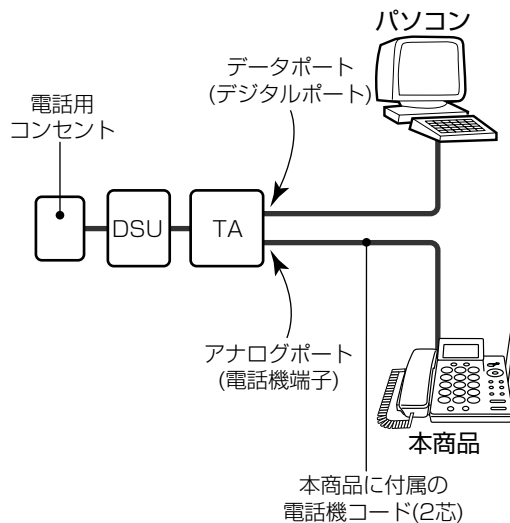 パソコン
データポート
(デジタルポート)
電話用
コンセント
DSU
TA
アナログポート
(電話機端子)
本商品
本商品に付属の
電話機コード(2芯)